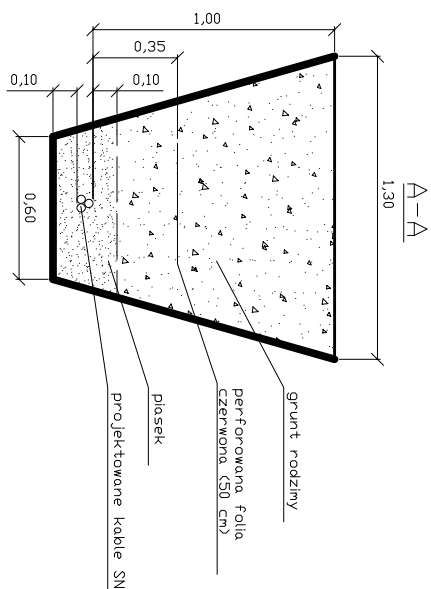 A-A
1,30
1,00
0,35
0,10
0,10
0,60
grunt rodzimy
perforowana folia
czerwona (50 cm)
piasek
projektowane kable SN